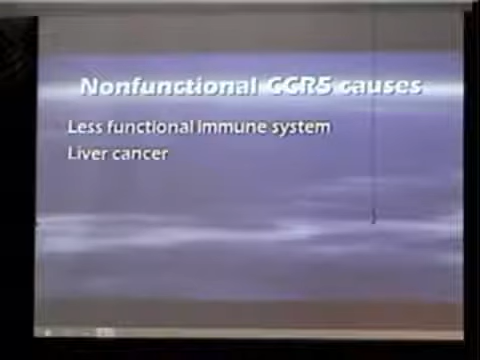 Nonfunctional CCR5 causes
Less functional immune system
Liver cancer